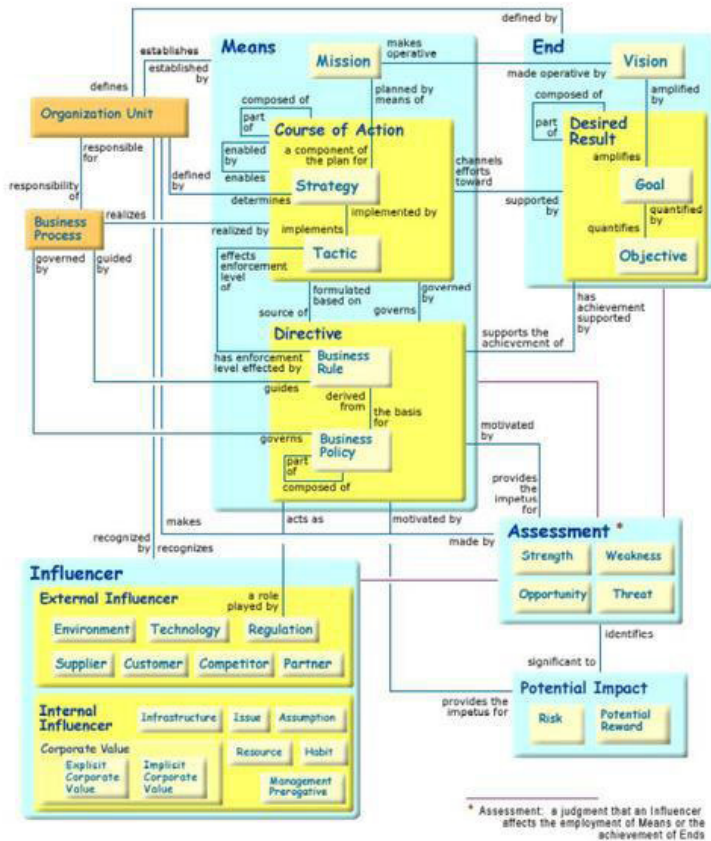 defined by
establishes
established
by
defines
Means
Mission
makes
operative
made operative by
End
Vision
Organization Unit
composed of
part
of
planned by
means of
composed
of
part
of
amplified
by
responsible
for
Course of Action
Desired
Result
enabled
by
enables
a component of
the plan for
defined
by
channels
efforts
toward
amplifies
responsibility
of
Strategy
determines
Goal
supported
by
Business
Process
realizes
realized by
implements
implemented by
quantified
by
quantifies
governed
by
guided
by
effects
enforcement
level
of
Tactic
Objective
formulated
based on
source of
governed
by
governs
has
achievement
supported
by
Directive
supports the
achievement of
has enforcement
level effected by
Business
Rule
guides
derived
from
the basis
for
motivated
by
governs
Business
Policy
part
of
composed of
provides
the
impetus
for
makes
acts as
motivated by
made by
recognized
by
recognizes
Assessment *
Strength
Weakness
Opportunity
Threat
Influencer
a role
played by
External Influencer
Environment
Technology
Regulation
Supplier
Customer
Competitor
Partner
identifies
significant to
provides the
impetus for
Potential Impact
Risk
Potential
Reward
Internal
Influencer
Infrastructure
Issue
Assumption
Corporate Value
Explicit
Corporate
Value
Implicit
Corporate
Value
Resource
Habit
Management
Prerogative
* Assessment: a judgment that an Influencer
affects the employment of Means or the
achievement of Ends